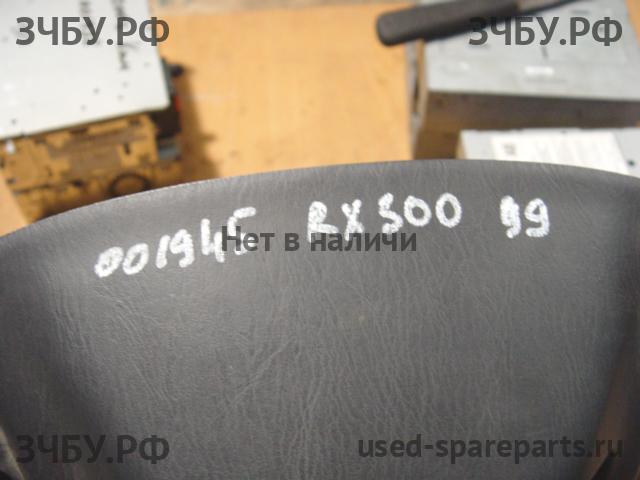 ЗЧБУ.РФ ЗЧБУ.РФ
001945 RX300 99
Нет в наличи
ЗЧБУ.РФ used-spareparts.ru